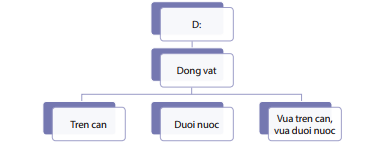 D:
Dong vat
Tren can
Duoi nuoc
Vua tren can,
vua duoi nuoc